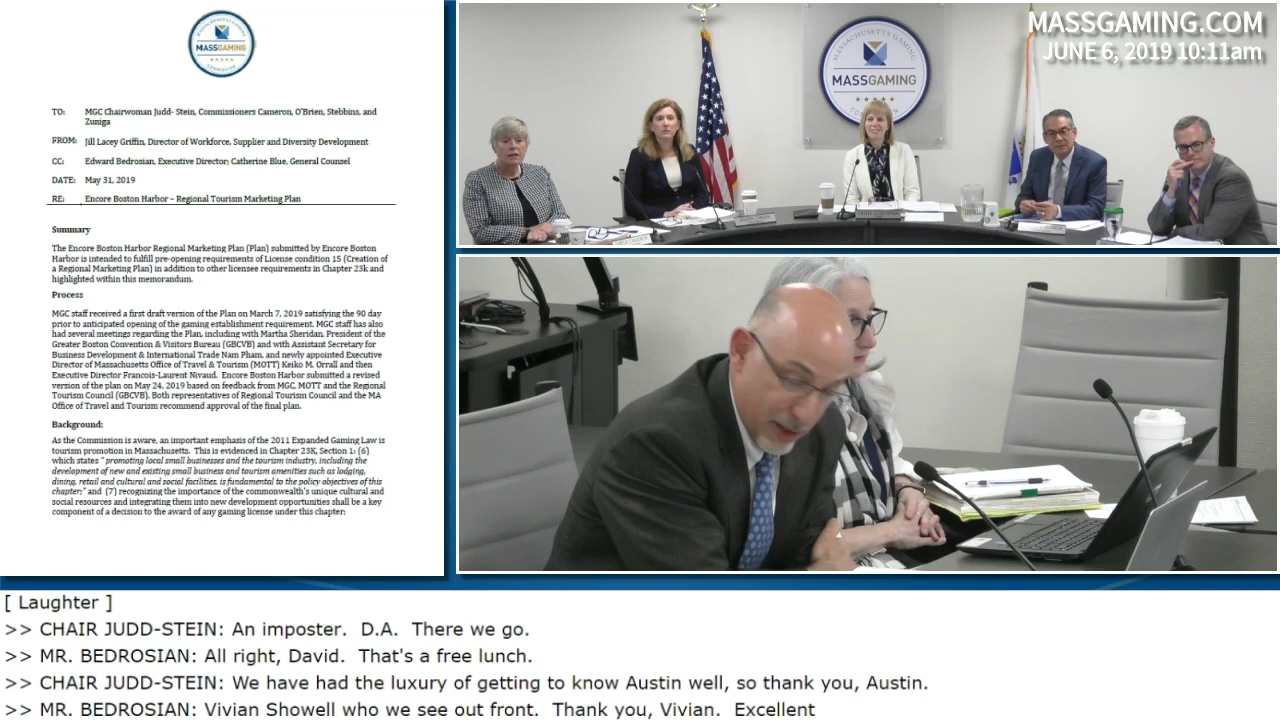 MASSACHUSETTS GAMING
MASSGAMING
COMMISSION
TO: MGC Chairwoman Judd- Stein, Commissioners Cameron, O'Brien, Stebbins, and
Zuniga
FROM: Jill Lacey Griffin, Director of Workforce, Supplier and Diversity Development
CC: Edward Bedrosian, Executive Director; Catherine Blue, General Counsel
DATE: May 31, 2019
RE: Encore Boston Harbor – Regional Tourism Marketing Plan
Summary
The Encore Boston Harbor Regional Marketing Plan (Plan) submitted by Encore Boston
Harbor is intended to fulfill pre-opening requirements of License condition 15 (Creation of
a Regional Marketing Plan) in addition to other licensee requirements in Chapter 23k and
highlighted within this memorandum.
Process
MGC staff received a first draft version of the Plan on March 7, 2019 satisfying the 90 day
prior to anticipated opening of the gaming establishment requirement. MGC staff has also
had several meetings regarding the Plan, including with Martha Sheridan, President of the
Greater Boston Convention & Visitors Bureau (GBCVB) and with Assistant Secretary for
Business Development & International Trade Nam Pham, and newly appointed Executive
Director of Massachusetts Office of Travel & Tourism (MOTT) Keiko M. Orrall and then
Executive Director Francois-Laurent Nivaud. Encore Boston Harbor submitted a revised
version of the plan on May 24, 2019 based on feedback from MGC, MOTT and the Regional
Tourism Council (GBCVB). Both representatives of Regional Tourism Council and the MA
Office of Travel and Tourism recommend approval of the final plan.
Background:
As the Commission is aware, an important emphasis of the 2011 Expanded Gaming Law is
tourism promotion in Massachusetts. This is evidenced in Chapter 23K, Section 1: (6)
which states " promoting local small businesses and the tourism industry, including the
development of new and existing small business and tourism amenities such as lodging,
dining, retail and cultural and social facilities, is fundamental to the policy objectives of this
chapter;" and (7) recognizing the importance of the commonwealth's unique cultural and
social resources and integrating them into new development opportunities shall be a key
component of a decision to the award of any gaming license under this chapter;
MASSACHUSETTS GAMING
MASSGAMING
MASSGAMING.COM
JUNE 6, 2019 10:11am
[ Laughter ]
>> CHAIR JUDD-STEIN: An imposter. D.A. There we go.
>> MR. BEDROSIAN: All right, David. That's a free lunch.
>> CHAIR JUDD-STEIN: We have had the luxury of getting to know Austin well, so thank you, Austin.
>> MR. BEDROSIAN: Vivian Showell who we see out front. Thank you, Vivian. Excellent